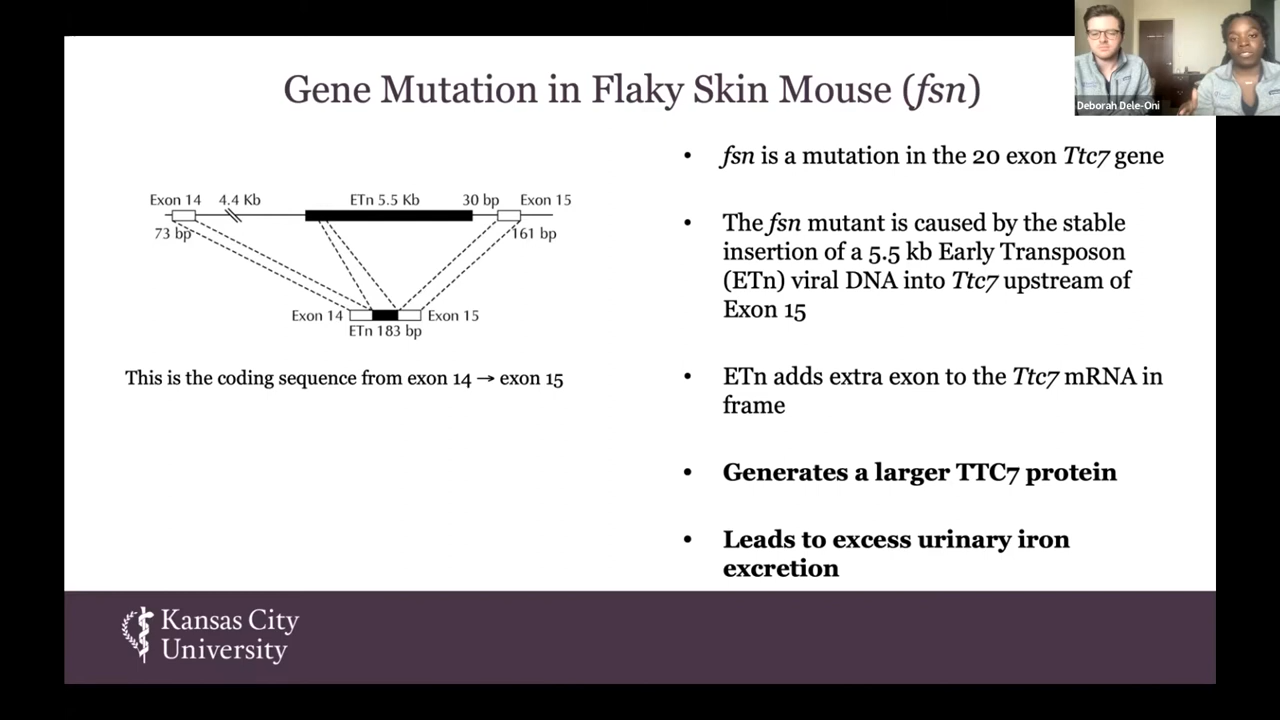 Gene Mutation in Flaky Skin Mouse (fsn)
Deborah Dele-Oni
Exon 14 4.4 Kb ETn 5.5 Kb 30 bp Exon 15
73 bp 161 bp
Exon 14 Exon 15
ETn 183 bp
This is the coding sequence from exon 14 → exon 15
• fsn is a mutation in the 20 exon Ttc7 gene
• The fsn mutant is caused by the stable
insertion of a 5.5 kb Early Transposon
(ETn) viral DNA into Ttc7 upstream of
Exon 15
• ETn adds extra exon to the Ttc7 mRNA in
frame
• Generates a larger TTC7 protein
• Leads to excess urinary iron
excretion
Kansas City
University